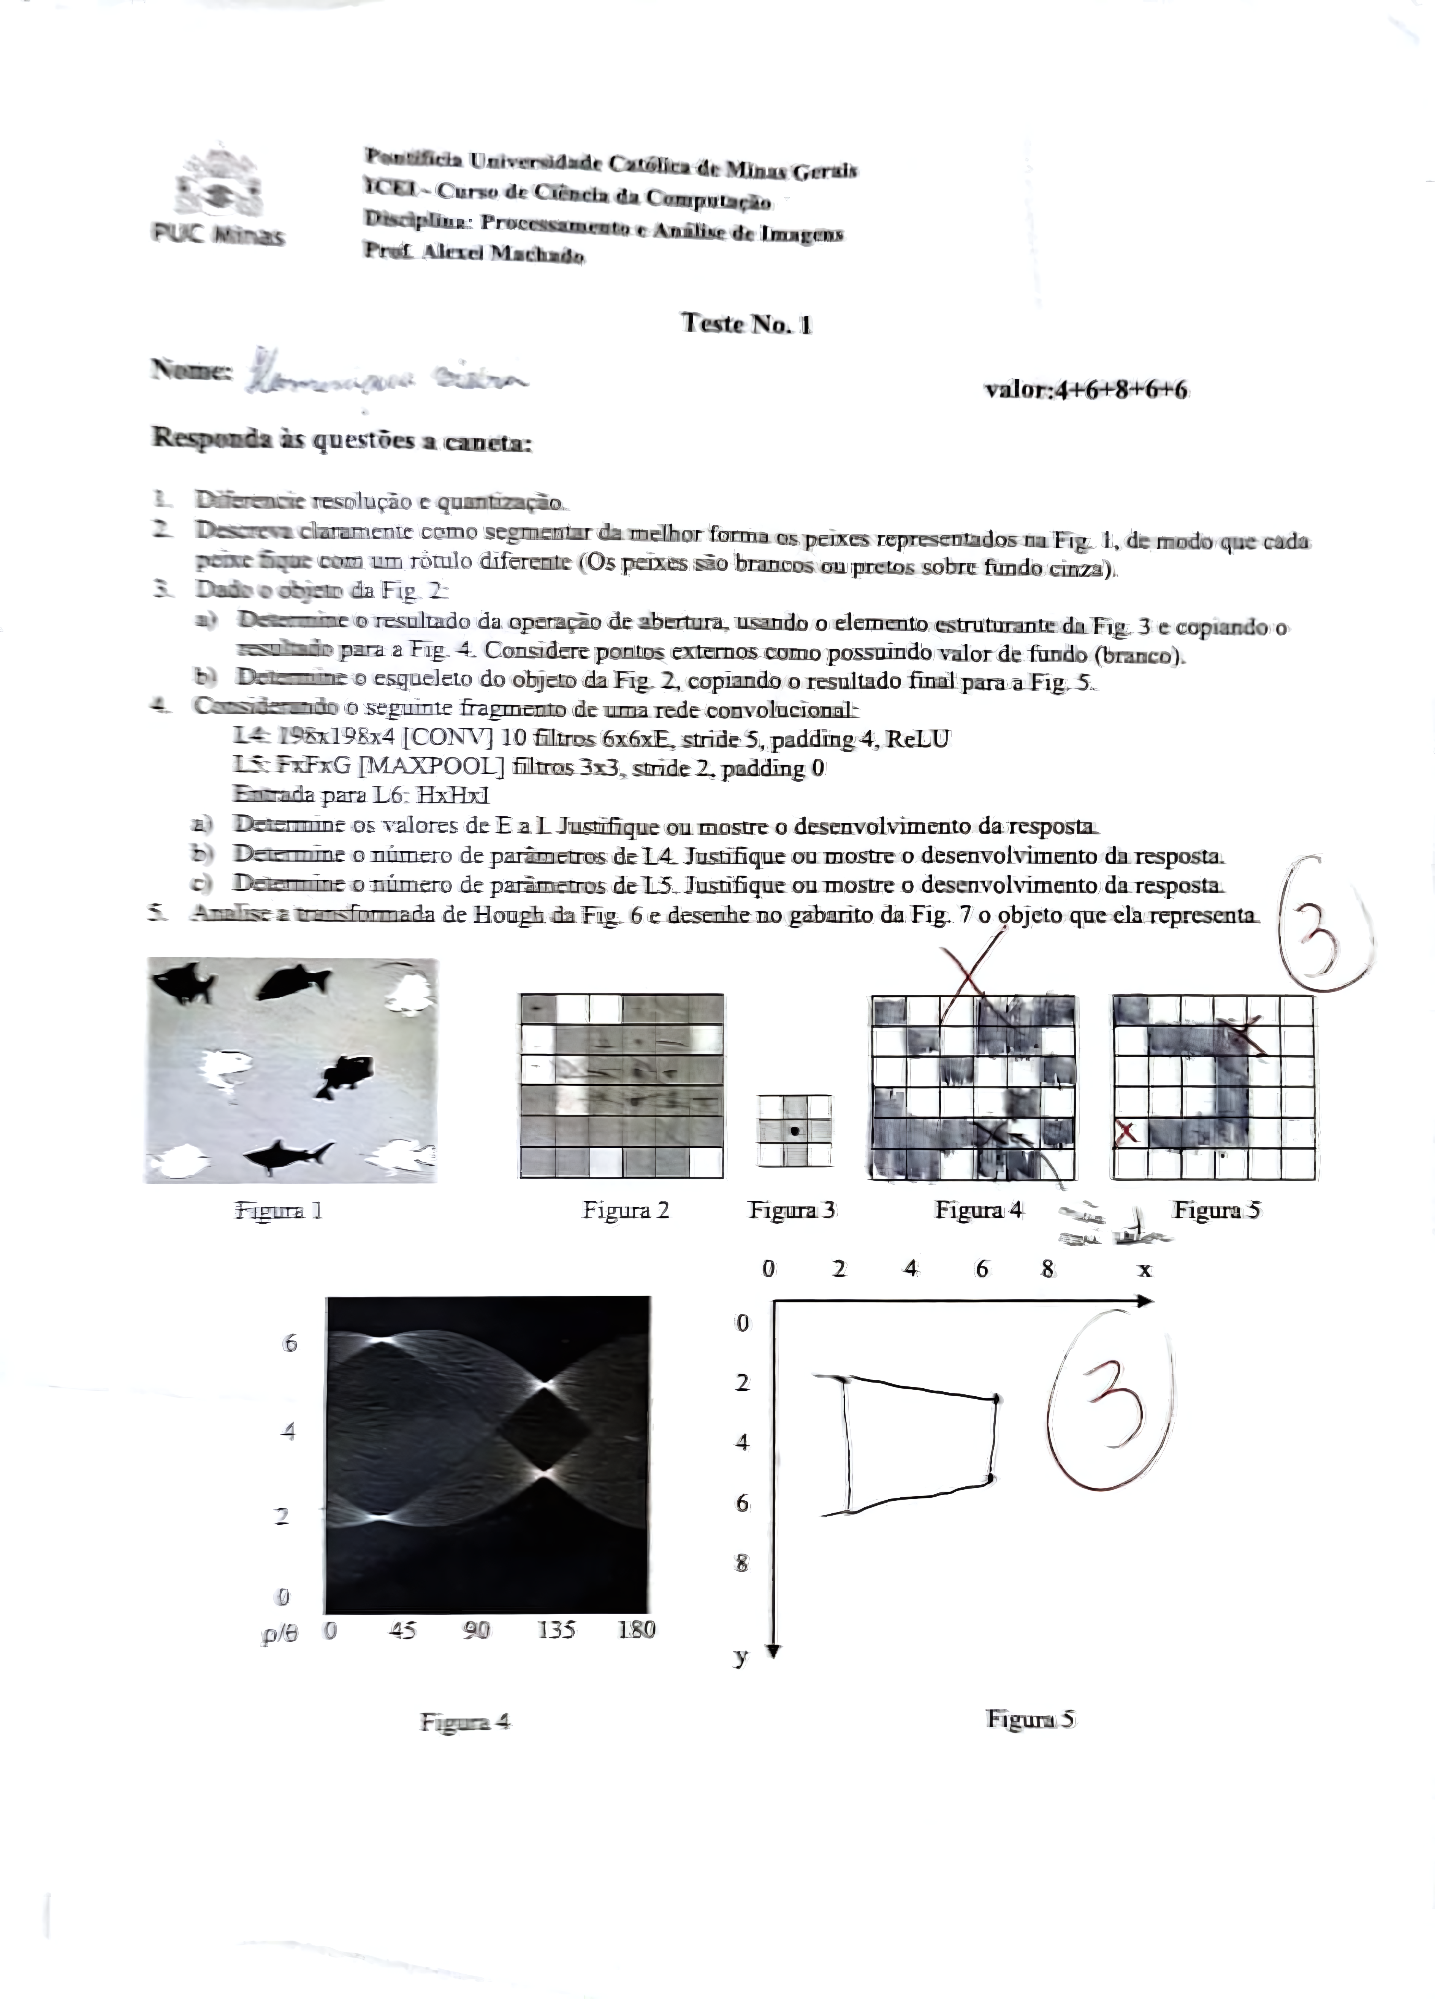 PUC Minas
Pontifícia Universidade Católica de Minas Gerais
ICEI - Curso de Ciência da Computação
Disciplina: Processamento e Análise de Imagens
Prof. Alexei Machado
Teste No. 1
Nome:
valor:4+6+8+6+6
Responda às questões a caneta:
1. Diferencie resolução e quantização.
2. Descreva claramente como segmentar da melhor forma os peixes representados na Fig. 1, de modo que cada
peixe fique com um rótulo diferente (Os peixes são brancos ou pretos sobre fundo cinza).
3. Dado o objeto da Fig. 2:
a) Determine o resultado da operação de abertura, usando o elemento estruturante da Fig. 3 e copiando o
resultado para a Fig. 4. Considere pontos externos como possuindo valor de fundo (branco).
b) Determine o esqueleto do objeto da Fig. 2, copiando o resultado final para a Fig. 5.
4. Considerando o seguinte fragmento de uma rede convolucional:
L4: 198x198x4 [CONV] 10 filtros 6x6xE, stride 5, padding 4, ReLU
L5: FxFxG [MAXPOOL] filtros 3x3, stride 2, padding 0
Entrada para L6: HxHxI
a) Determine os valores de E a I. Justifique ou mostre o desenvolvimento da resposta.
b) Determine o número de parâmetros de L4. Justifique ou mostre o desenvolvimento da resposta.
c) Determine o número de parâmetros de L5. Justifique ou mostre o desenvolvimento da resposta.
5. Analise a transformada de Hough da Fig. 6 e desenhe no gabarito da Fig. 7 o objeto que ela representa.
3
Figura 1 Figura 2 Figura 3 Figura 4 Figura 5
0 2 4 6 8 x
0
2
4
6
8
y
3
6
4
2
0
ρ/θ 0 45 90 135 180
Figura 4 Figura 5